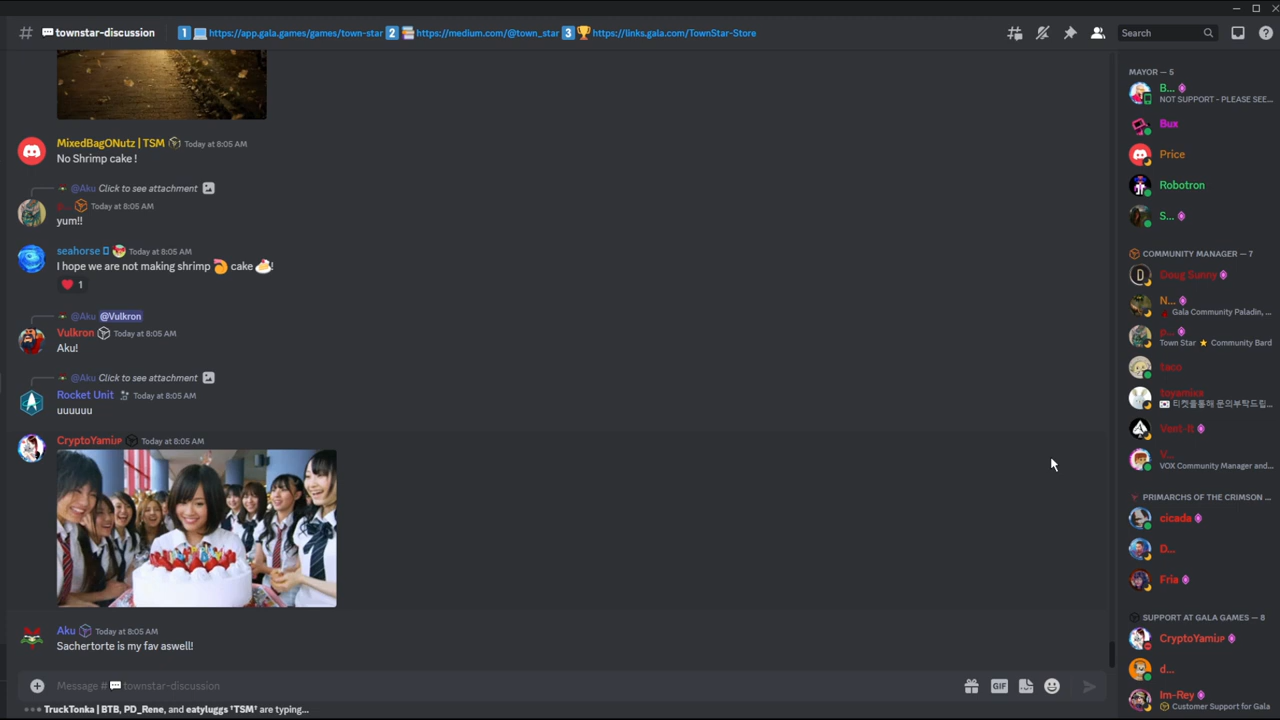 townstar-discussion
1 https://app.gala.games/games/town-star 2 https://medium.com/@town_star 3 https://links.gala.com/TownStar-Store
Search
MixedBagONutz | TSM Today at 8:05 AM
No Shrimp cake !
@Aku Click to see attachment
Today at 8:05 AM
yum!!
seahorse Today at 8:05 AM
I hope we are not making shrimp 🍤 cake 🍰!
❤️ 1
@Aku @Vulkron
Vulkron Today at 8:05 AM
Aku!
@Aku Click to see attachment
Rocket Unit Today at 8:05 AM
uuuuuu
CryptoYamiJP Today at 8:05 AM
Aku Today at 8:05 AM
Sachertorte is my fav aswell!
Message # 💬 townstar-discussion
GIF
TruckTonka | BTB, PD_Rene, and eatyluggs 'TSM' are typing...
MAYOR — 5
B...
NOT SUPPORT - PLEASE SEE...
Bux
Price
Robotron
S...
COMMUNITY MANAGER — 7
Doug Sunny
N...
Gala Community Paladin, ...
p...
Town Star ⭐ Community Bard
taco
toyamixx
티켓을통해 문의부탁드립...
Vent-It
V...
VOX Community Manager and...
PRIMARCHS OF THE CRIMSON ...
cicada
D...
Fria
SUPPORT AT GALA GAMES — 8
CryptoYamiJP
d...
Im-Rey
Customer Support for Gala